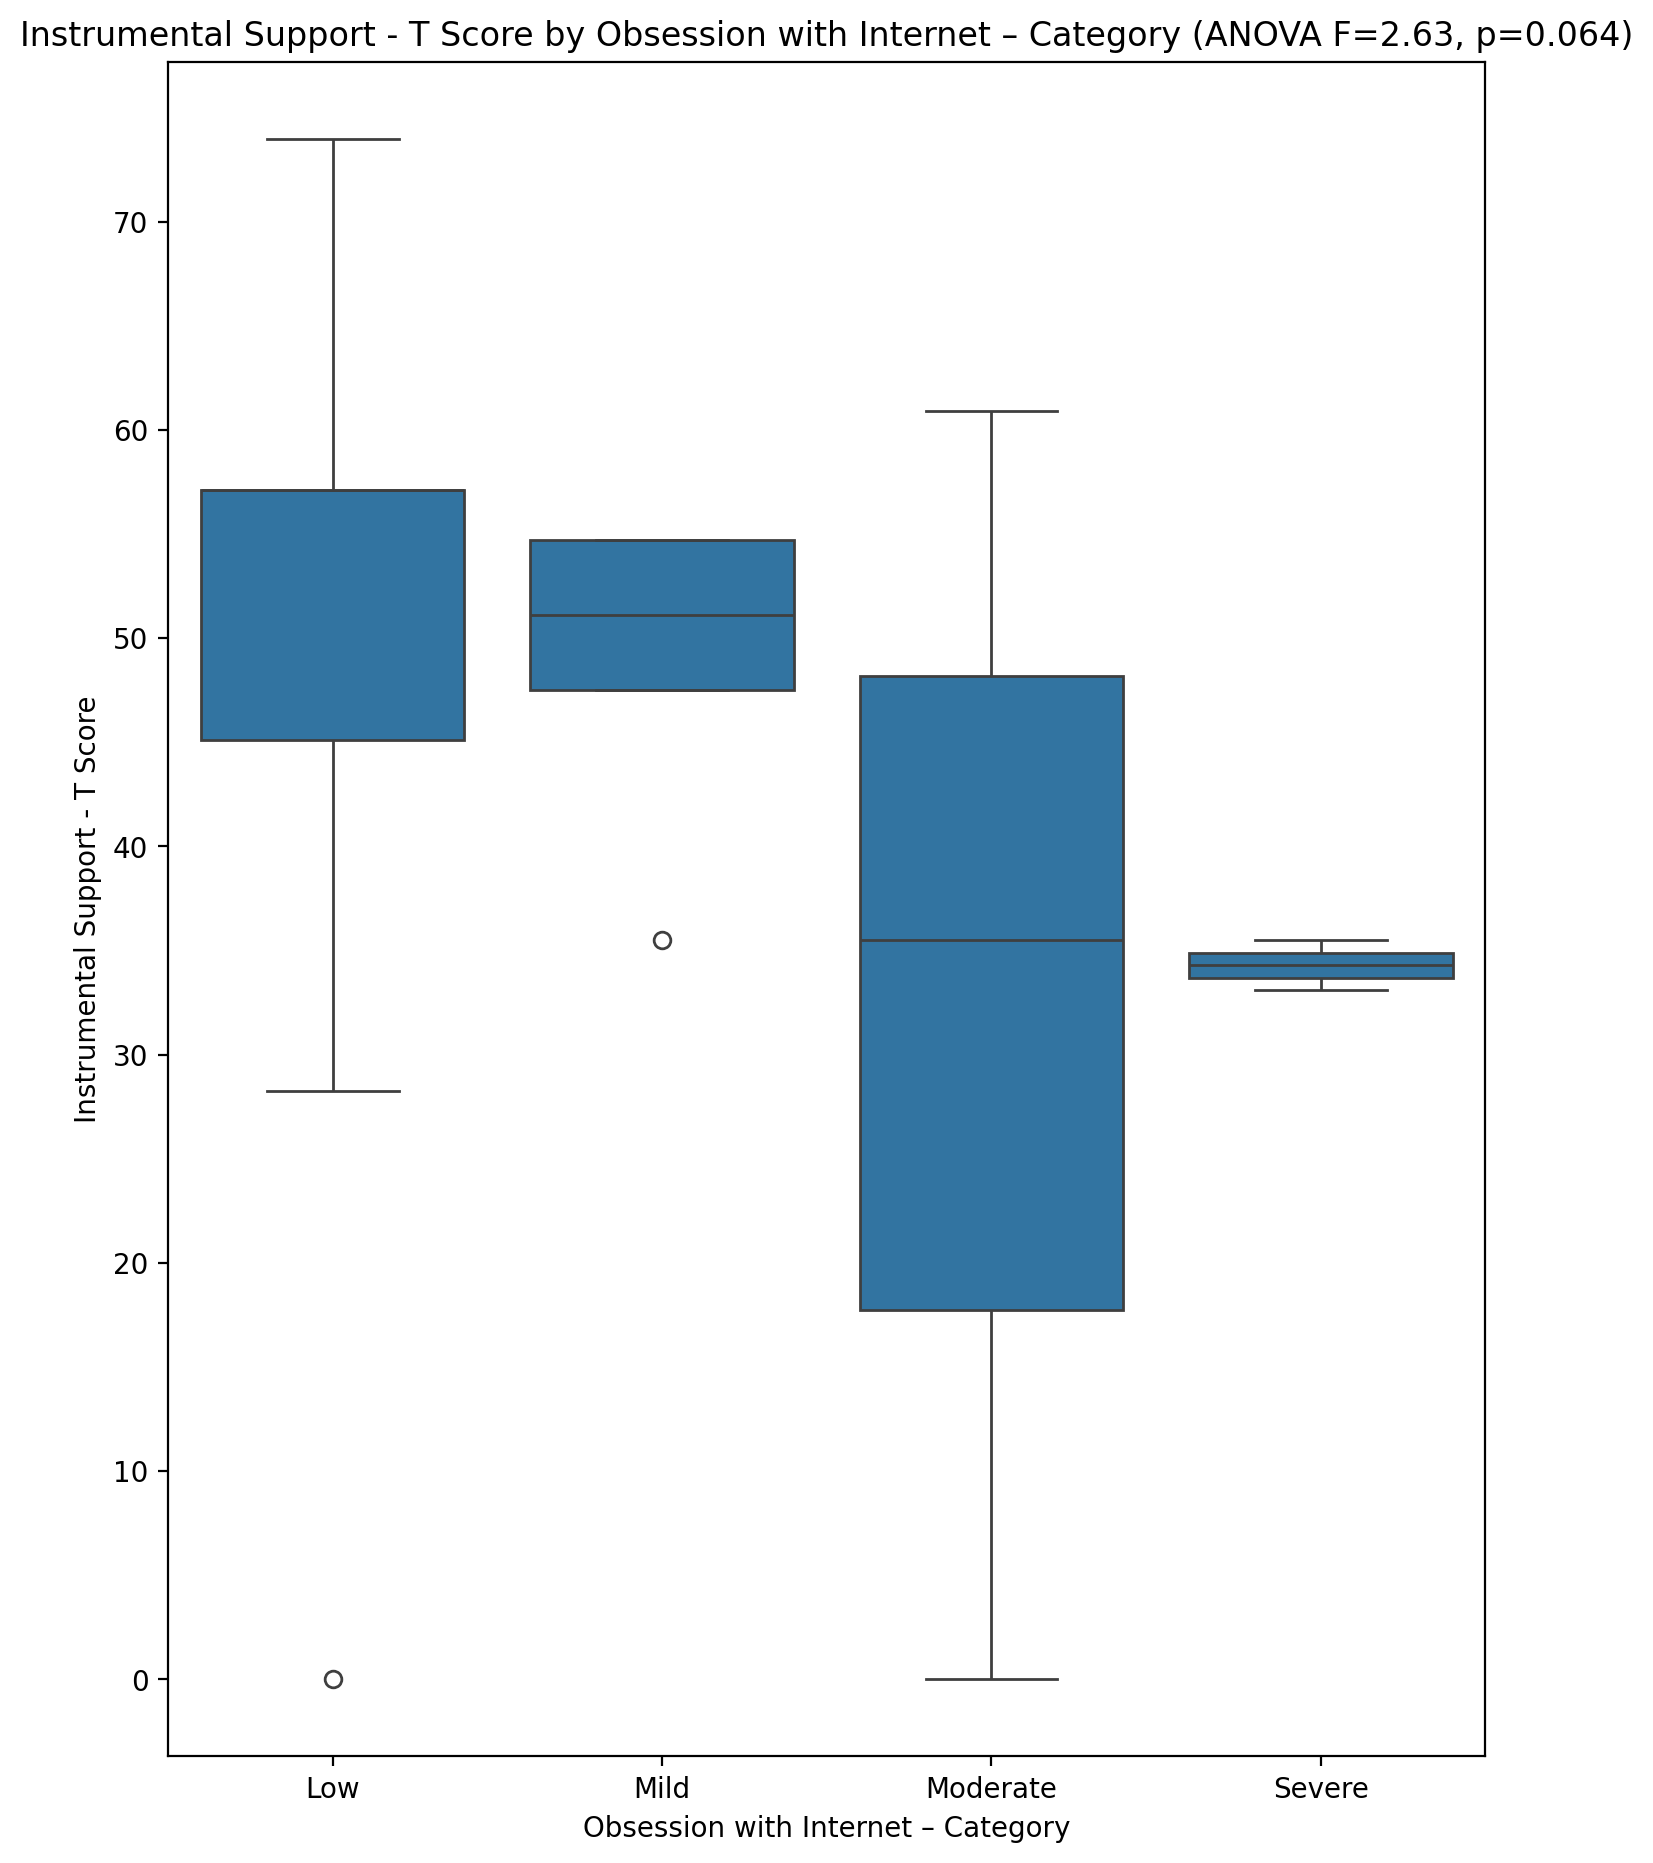 Instrumental Support - T Score by Obsession with Internet – Category (ANOVA F=2.63, p=0.064)
Instrumental Support - T Score
70
60
50
40
30
20
10
0
Low Mild Moderate Severe
Obsession with Internet – Category